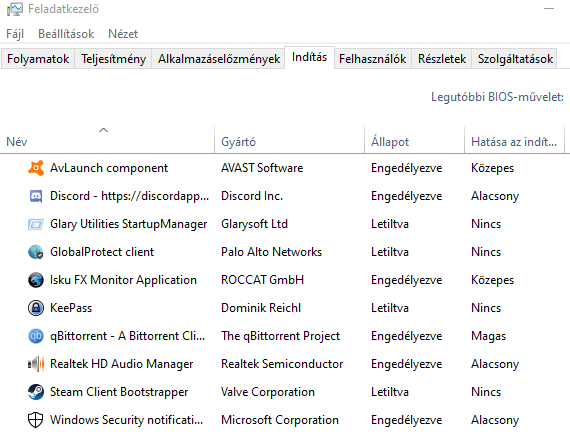 Feladatkezelő
Fájl Beállítások Nézet
Folyamatok Teljesítmény Alkalmazáselőzmények Indítás Felhasználók Részletek Szolgáltatások
Legutóbbi BIOS-művelet:
Név Gyártó Állapot Hatása az indít...
AvLaunch component AVAST Software Engedélyezve Közepes
Discord - https://discordapp... Discord Inc. Engedélyezve Alacsony
Glary Utilities StartupManager Glarysoft Ltd Letiltva Nincs
GlobalProtect client Palo Alto Networks Letiltva Nincs
Isku FX Monitor Application ROCCAT GmbH Engedélyezve Közepes
KeePass Dominik Reichl Letiltva Nincs
qb qBittorrent - A Bittorrent Cli... The qBittorrent Project Engedélyezve Magas
Realtek HD Audio Manager Realtek Semiconductor Engedélyezve Alacsony
Steam Client Bootstrapper Valve Corporation Letiltva Nincs
Windows Security notificati... Microsoft Corporation Engedélyezve Alacsony